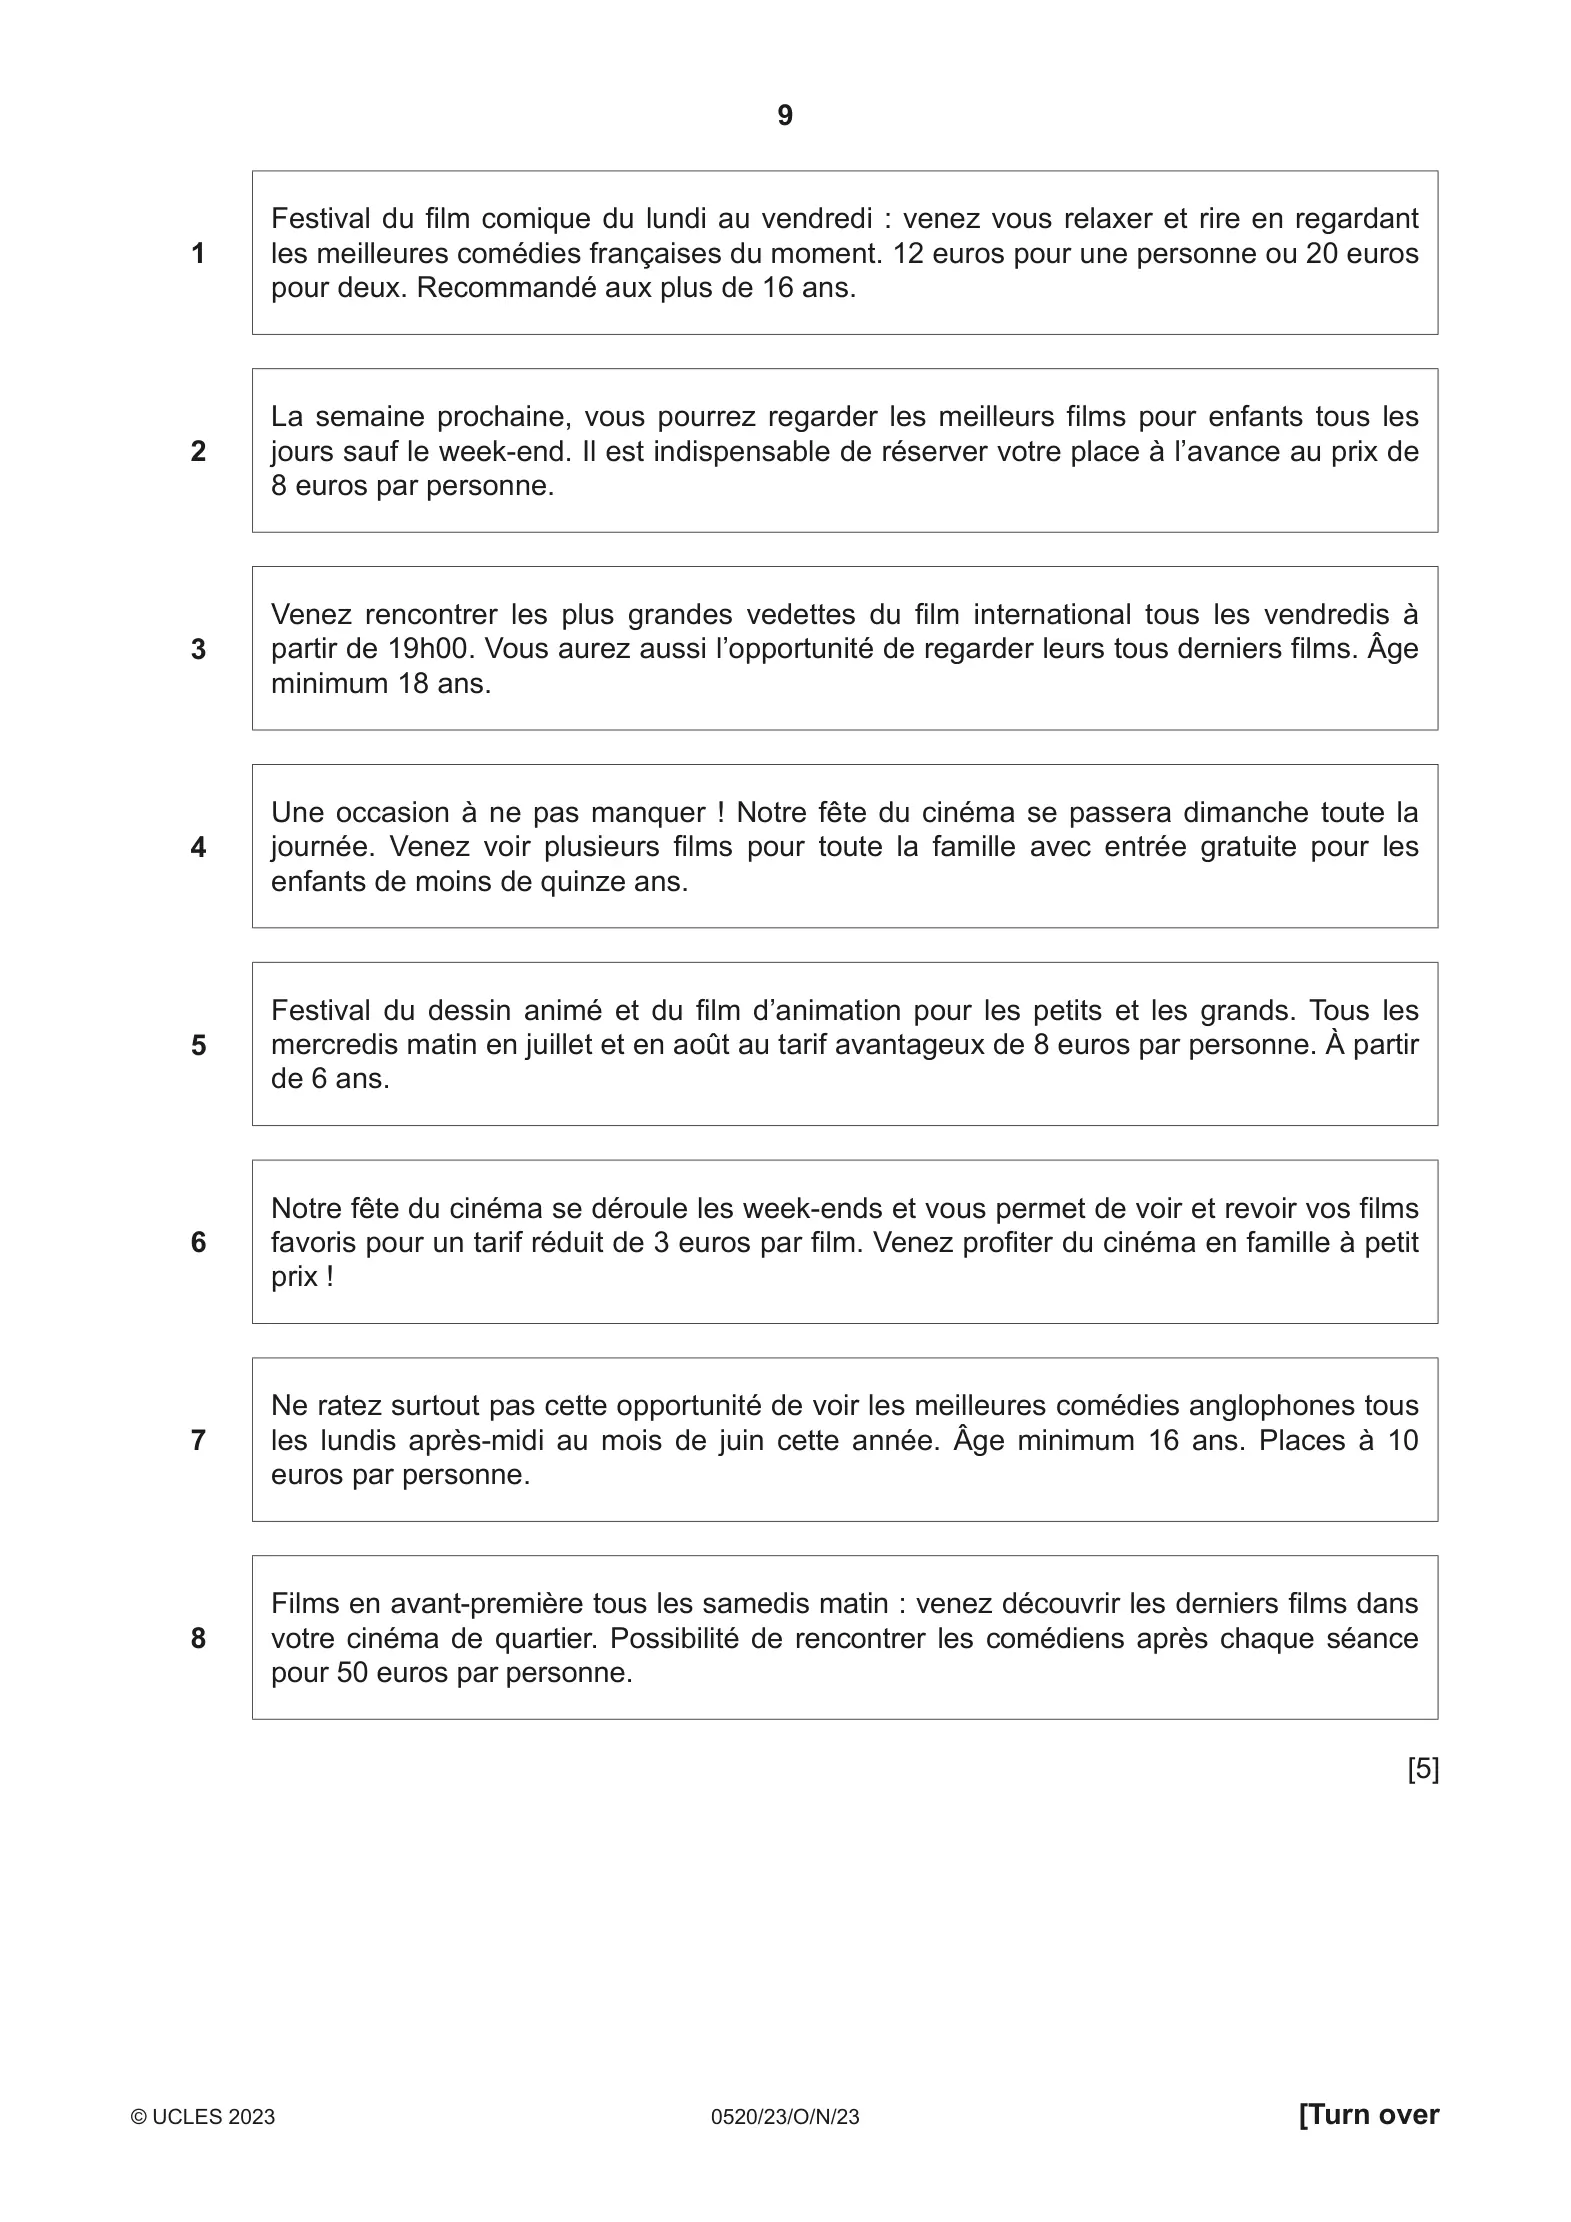 9
1
Festival du film comique du lundi au vendredi : venez vous relaxer et rire en regardant
les meilleures comédies françaises du moment. 12 euros pour une personne ou 20 euros
pour deux. Recommandé aux plus de 16 ans.
2
La semaine prochaine, vous pourrez regarder les meilleurs films pour enfants tous les
jours sauf le week-end. Il est indispensable de réserver votre place à l’avance au prix de
8 euros par personne.
3
Venez rencontrer les plus grandes vedettes du film international tous les vendredis à
partir de 19h00. Vous aurez aussi l’opportunité de regarder leurs tous derniers films. Âge
minimum 18 ans.
4
Une occasion à ne pas manquer ! Notre fête du cinéma se passera dimanche toute la
journée. Venez voir plusieurs films pour toute la famille avec entrée gratuite pour les
enfants de moins de quinze ans.
5
Festival du dessin animé et du film d’animation pour les petits et les grands. Tous les
mercredis matin en juillet et en août au tarif avantageux de 8 euros par personne. À partir
de 6 ans.
6
Notre fête du cinéma se déroule les week-ends et vous permet de voir et revoir vos films
favoris pour un tarif réduit de 3 euros par film. Venez profiter du cinéma en famille à petit
prix !
7
Ne ratez surtout pas cette opportunité de voir les meilleures comédies anglophones tous
les lundis après-midi au mois de juin cette année. Âge minimum 16 ans. Places à 10
euros par personne.
8
Films en avant-première tous les samedis matin : venez découvrir les derniers films dans
votre cinéma de quartier. Possibilité de rencontrer les comédiens après chaque séance
pour 50 euros par personne.
[5]
© UCLES 2023
0520/23/O/N/23
[Turn over